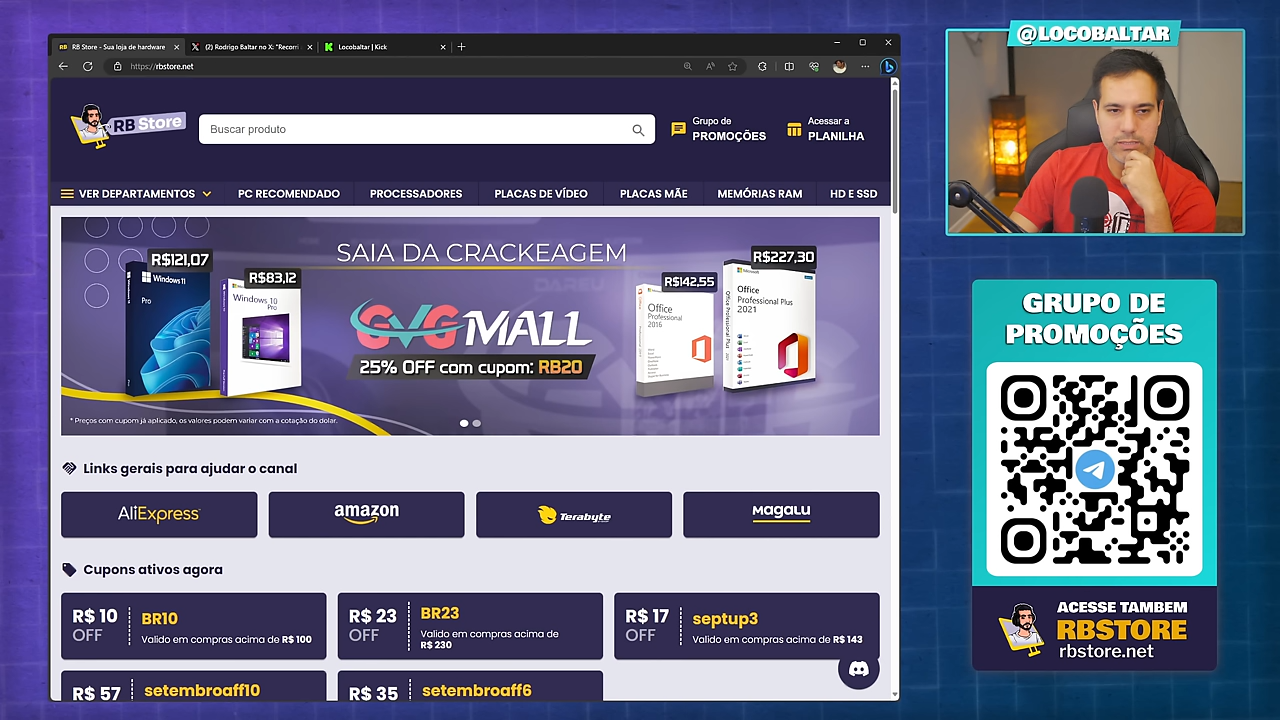 RB Store - Sua loja de hardware
(2) Rodrigo Baltar no X: "Recorri
Locobaltar | Kick
https://rbstore.net
RB Store
Buscar produto
Grupo de
PROMOÇÕES
Acessar a
PLANILHA
VER DEPARTAMENTOS
PC RECOMENDADO
PROCESSADORES
PLACAS DE VÍDEO
PLACAS MÃE
MEMÓRIAS RAM
HD E SSD
SAIA DA CRACKEAGEM
R$121,07
Windows 11
Pro
R$83,12
Windows 10
Pro
GVGMALL
25% OFF com cupom: RB20
R$142,55
Office
Professional
2016
R$227,30
Microsoft
Office
Professional Plus
2021
Office Professional Plus 2021
* Preços com cupom já aplicado, os valores podem variar com a cotação do dolar.
Links gerais para ajudar o canal
AliExpress
amazon
Terabyte
MAGALU
Cupons ativos agora
R$ 10
OFF
BR10
Valido em compras acima de R$ 100
R$ 23
OFF
BR23
Valido em compras acima de
R$ 230
R$ 17
OFF
septup3
Valido em compras acima de R$ 143
R$ 57
setembroaff10
R$ 35
setembroaff6
@LOCOBALTAR
GRUPO DE
PROMOÇÕES
ACESSE TAMBEM
RBSTORE
rbstore.net